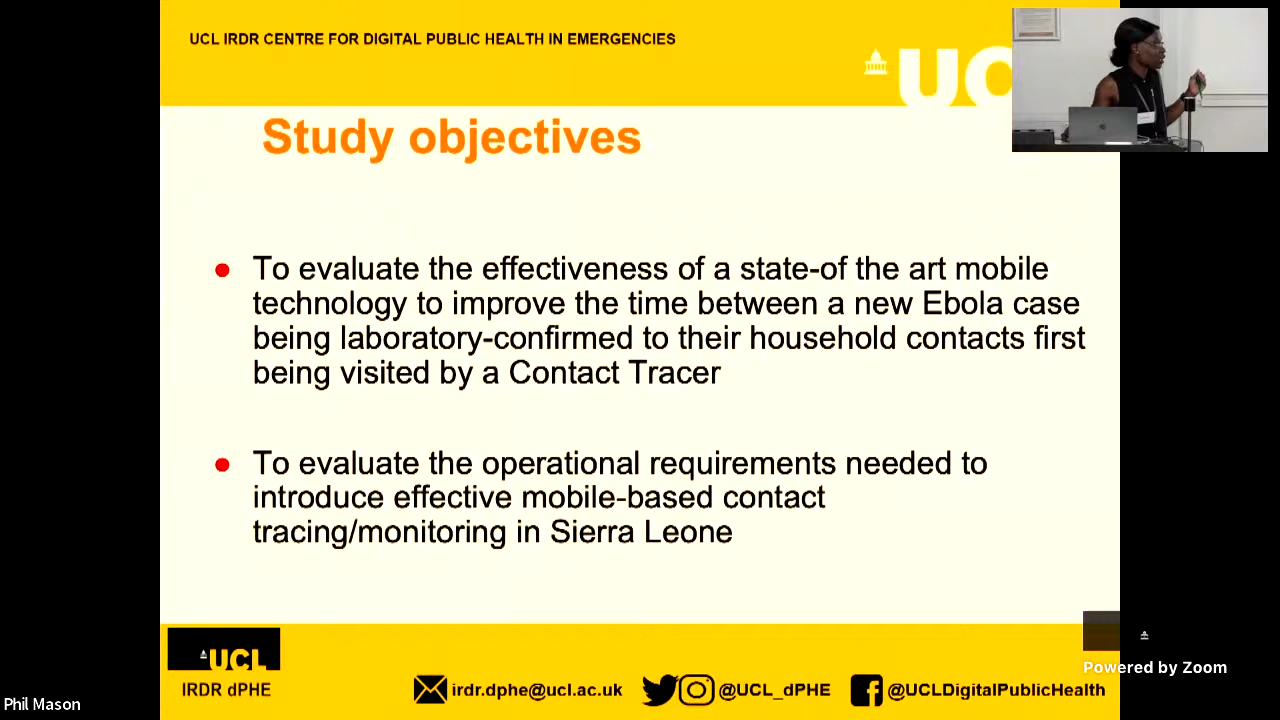 UCL IRDR CENTRE FOR DIGITAL PUBLIC HEALTH IN EMERGENCIES
Study objectives
To evaluate the effectiveness of a state-of the art mobile
technology to improve the time between a new Ebola case
being laboratory-confirmed to their household contacts first
being visited by a Contact Tracer
To evaluate the operational requirements needed to
introduce effective mobile-based contact
tracing/monitoring in Sierra Leone
UCL
IRDR dPHE
irdr.dphe@ucl.ac.uk
@UCL_dPHE
@UCLDigitalPublicHealth
Powered by Zoom
Phil Mason